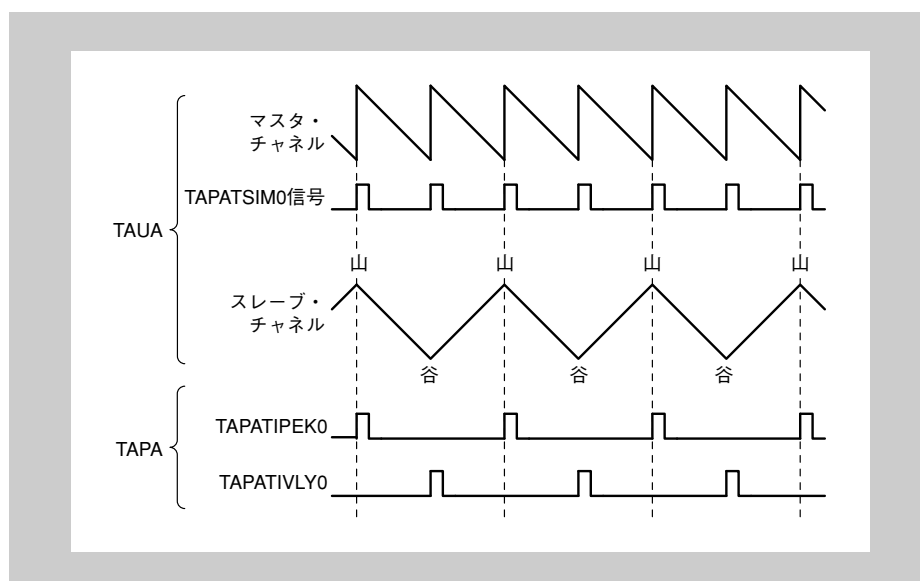 マスタ・
チャネル
TAPATSIM0信号
TAUA
山 山 山 山
スレーブ・
チャネル
谷 谷 谷
TAPATIPEK0
TAPA
TAPATIVLY0